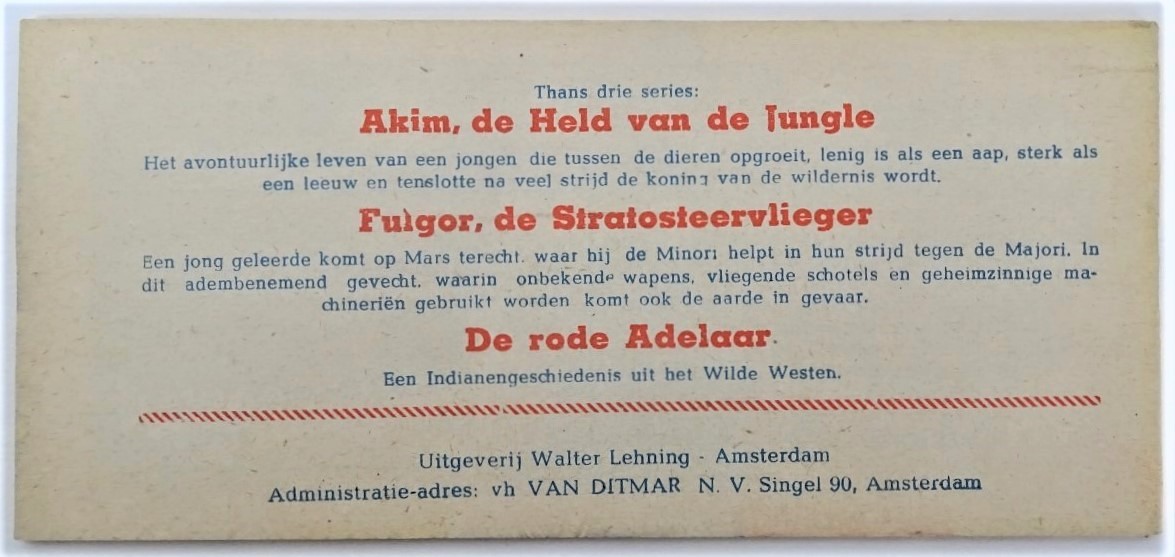 Thans drie series:
Akim, de Held van de Jungle
Het avontuurlijke leven van een jongen die tussen de dieren opgroeit, lenig is als een aap, sterk als
een leeuw en tenslotte na veel strijd de koning van de wildernis wordt.
Fulgor, de Stratosteervlieger
Een jong geleerde komt op Mars terecht. waar hij de Minori helpt in hun strijd tegen de Majori. In
dit adembenemend gevecht. waarin onbekende wapens, vliegende schotels en geheimzinnige ma-
chineriën gebruikt worden komt ook de aarde in gevaar.
De rode Adelaar.
Een Indianengeschiedenis uit het Wilde Westen.
Uitgeverij Walter Lehning - Amsterdam
Administratie-adres: vh VAN DITMAR N. V. Singel 90, Amsterdam